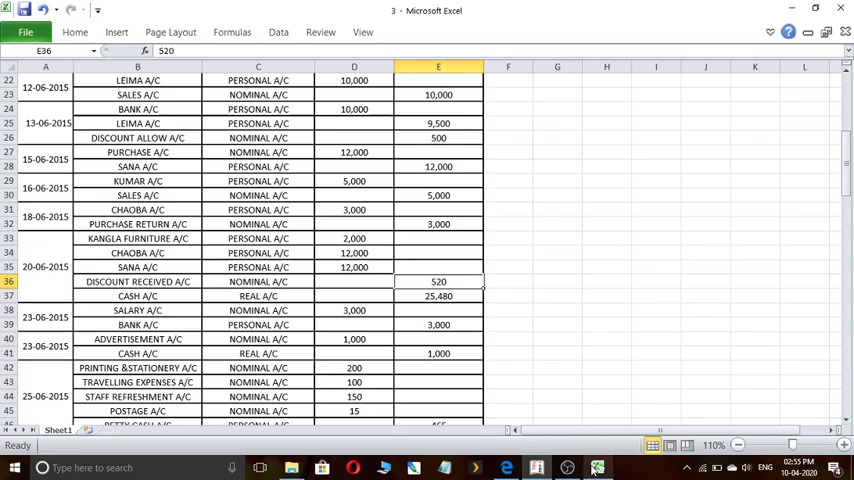 3 - Microsoft Excel
File Home Insert Page Layout Formulas Data Review View
E36 fx 520
A B C D E F G H I J K L
22 LEIMA A/C PERSONAL A/C 10,000
12-06-2015
23 SALES A/C NOMINAL A/C 10,000
24 BANK A/C PERSONAL A/C 10,000
13-06-2015
25 LEIMA A/C PERSONAL A/C 9,500
26 DISCOUNT ALLOW A/C NOMINAL A/C 500
27 PURCHASE A/C NOMINAL A/C 12,000
15-06-2015
28 SANA A/C PERSONAL A/C 12,000
29 KUMAR A/C PERSONAL A/C 5,000
16-06-2015
30 SALES A/C NOMINAL A/C 5,000
31 CHAOBA A/C PERSONAL A/C 3,000
18-06-2015
32 PURCHASE RETURN A/C NOMINAL A/C 3,000
33 KANGLA FURNITURE A/C PERSONAL A/C 2,000
34 CHAOBA A/C PERSONAL A/C 12,000
20-06-2015
35 SANA A/C PERSONAL A/C 12,000
36 DISCOUNT RECEIVED A/C NOMINAL A/C 520
37 CASH A/C REAL A/C 25,480
38 SALARY A/C NOMINAL A/C 3,000
23-06-2015
39 BANK A/C PERSONAL A/C 3,000
40 ADVERTISEMENT A/C NOMINAL A/C 1,000
23-06-2015
41 CASH A/C REAL A/C 1,000
42 PRINTING &STATIONERY A/C NOMINAL A/C 200
43 TRAVELLING EXPENSES A/C NOMINAL A/C 100
25-06-2015
44 STAFF REFRESHMENT A/C NOMINAL A/C 150
45 POSTAGE A/C NOMINAL A/C 15
46 PETTY CASH A/C PERSONAL A/C 465
Sheet1
Ready 110%
Type here to search ENG 02:55 PM
10-04-2020
4